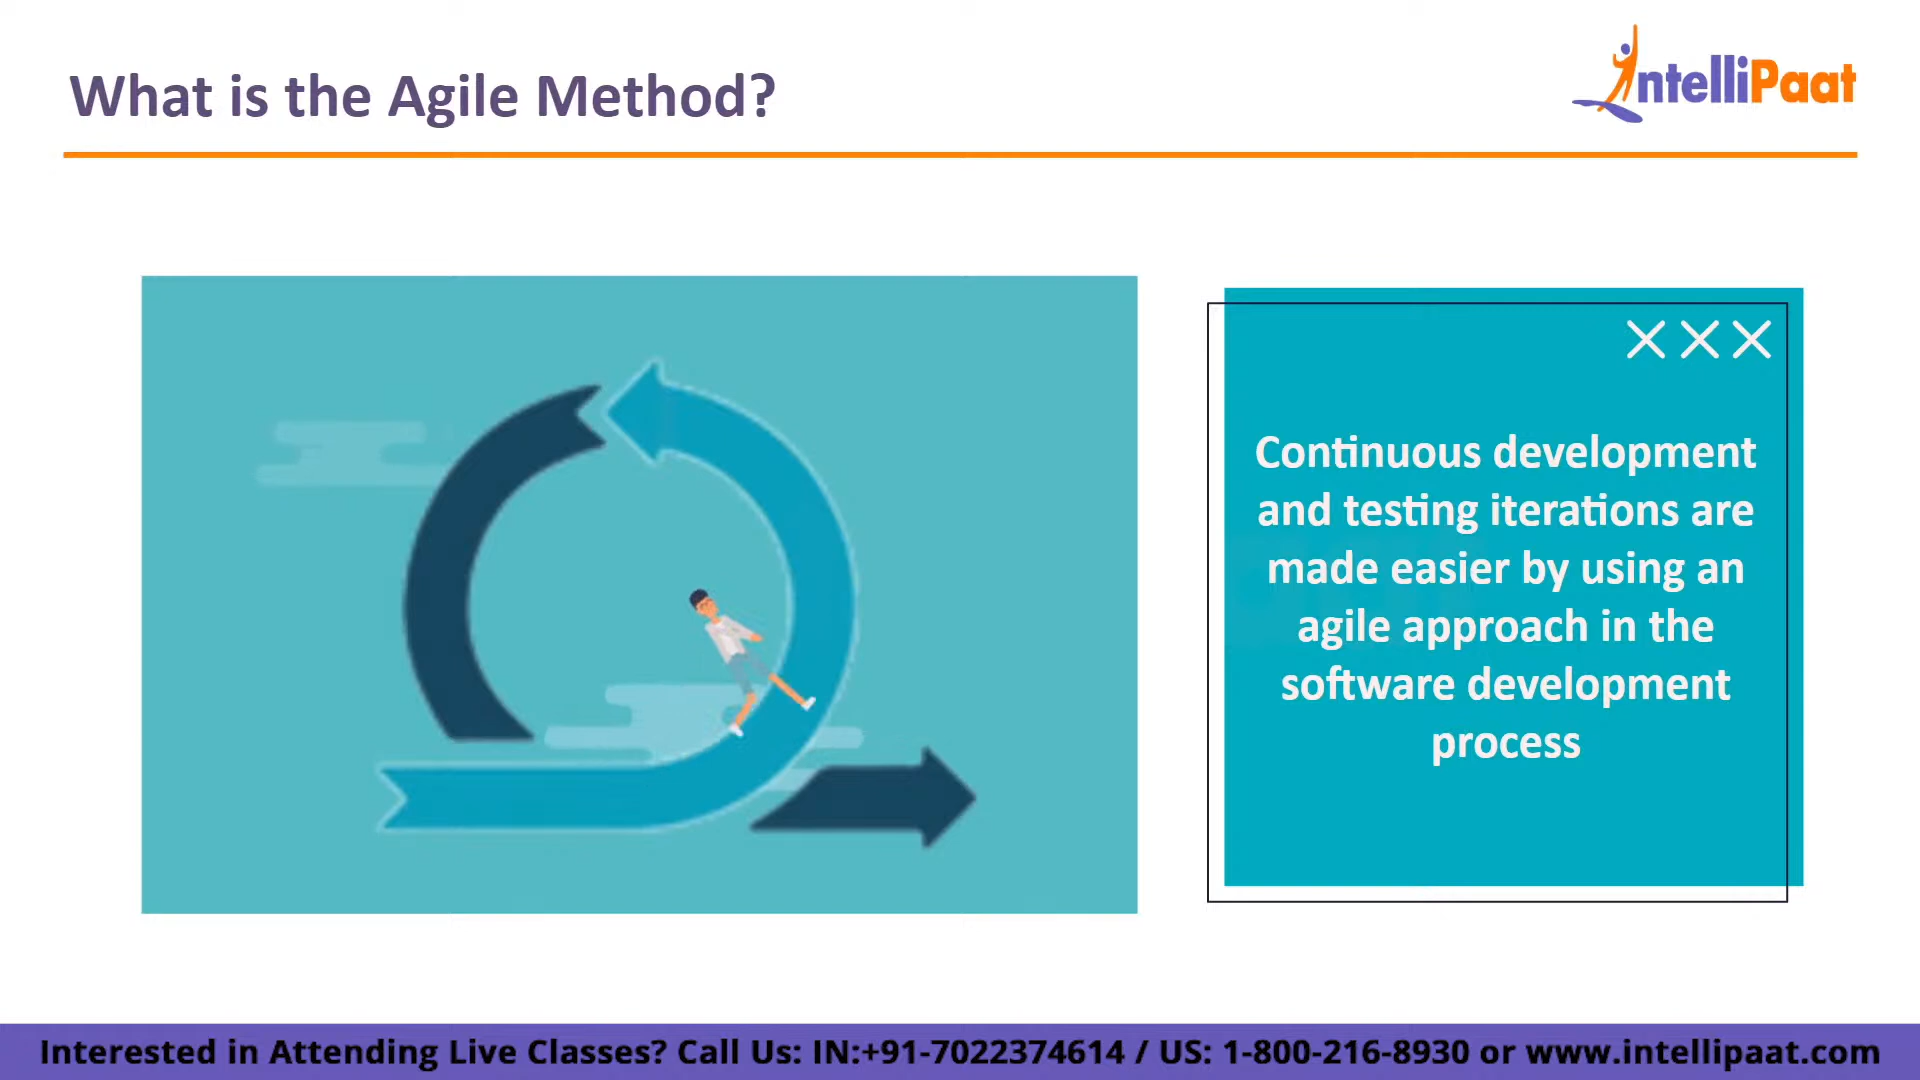 What is the Agile Method?
IntelliPaat
Continuous development
and testing iterations are
made easier by using an
agile approach in the
software development
process
Interested in Attending Live Classes? Call Us: IN:+91-7022374614 / US: 1-800-216-8930 or www.intellipaat.com